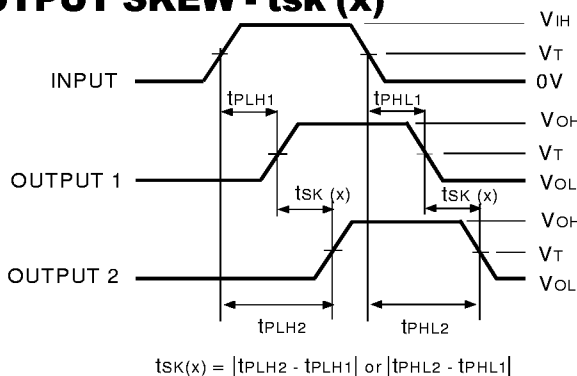 TPUT SKEW - tsk (x)
VIH
VT
INPUT
0V
tPLH1
tPHL1
VOH
VT
OUTPUT 1
VOL
tSK (x)
tSK (x)
VOH
VT
OUTPUT 2
VOL
tPLH2
tPHL2
tSK(x) = |tPLH2 - tPLH1| or |tPHL2 - tPHL1|